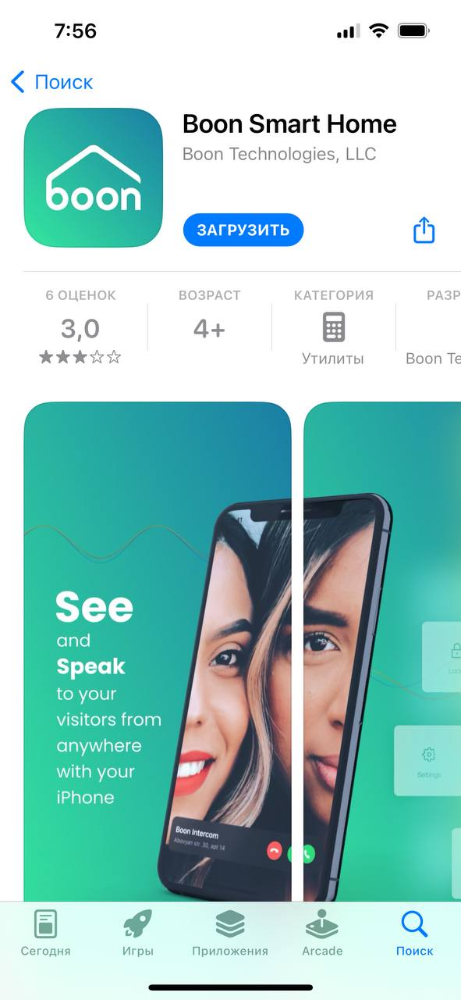 7:56
Поиск
boon
Boon Smart Home
Boon Technologies, LLC
ЗАГРУЗИТЬ
6 ОЦЕНОК
3,0
ВОЗРАСТ
4+
КАТЕГОРИЯ
Утилиты
РАЗР
Boon Te
See
and
Speak
to your
visitors from
anywhere
with your
iPhone
Boon Intercom
Abovyan str. 30, apt 14
Settings
Сегодня
Игры
Приложения
Arcade
Поиск